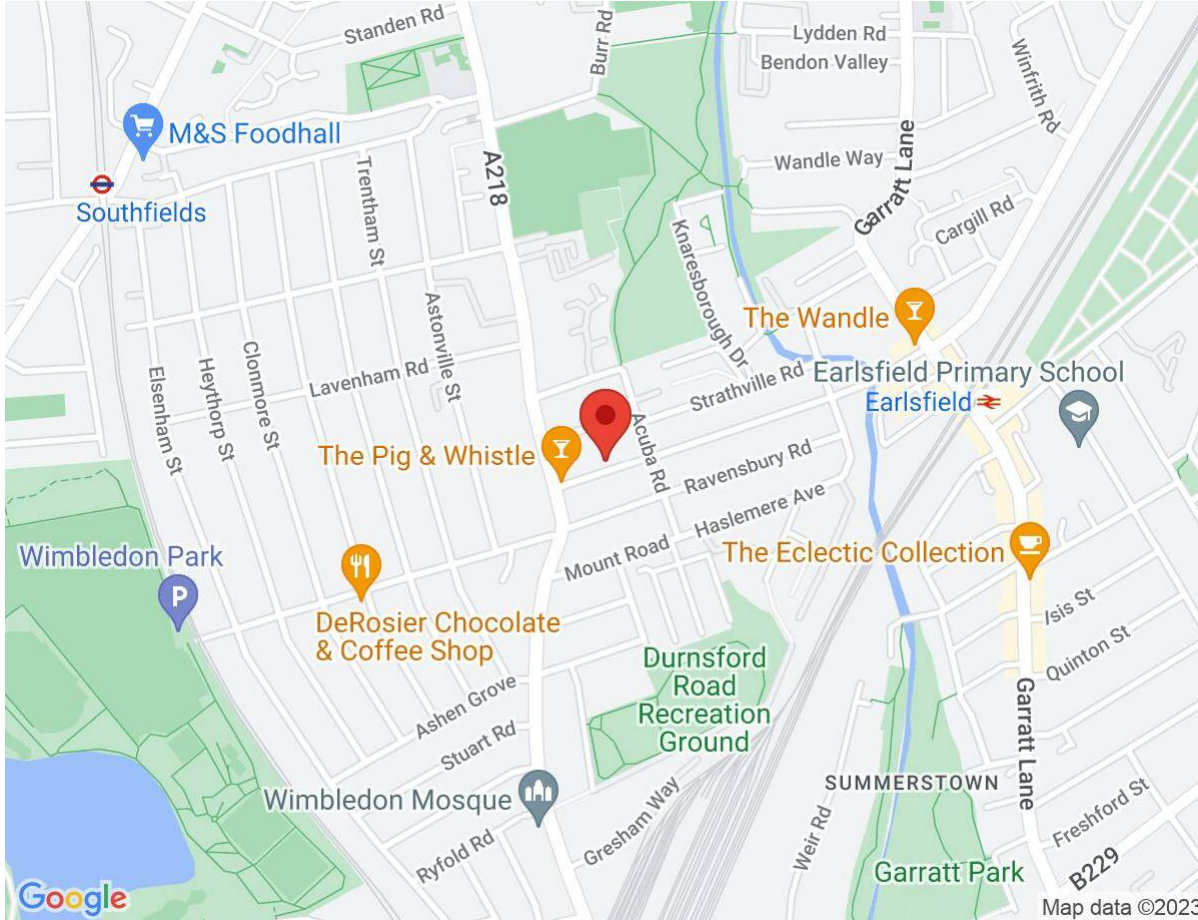 Standen Rd
Burr Rd
Lydden Rd
Bendon Valley
Winfrith Rd
M&S Foodhall
A218
Trentham St
Wandle Way
Garratt Lane
Southfields
Cargill Rd
Knaresborough Dr
Astonville St
The Wandle
Elsenham St
Heythorp St
Clonmore St
Lavenham Rd
Strathville Rd
Earlsfield Primary School
Earlsfield
Acuba Rd
The Pig & Whistle
Ravensbury Rd
Haslemere Ave
Wimbledon Park
P
Mount Road
The Eclectic Collection
DeRosier Chocolate
& Coffee Shop
Isis St
Quinton St
Durnsford
Road
Recreation
Ground
Ashen Grove
Stuart Rd
Garratt Lane
Wimbledon Mosque
SUMMERSTOWN
Ryfold Rd
Gresham Way
Weir Rd
Freshford St
Garratt Park
B229
Google
Map data ©2023